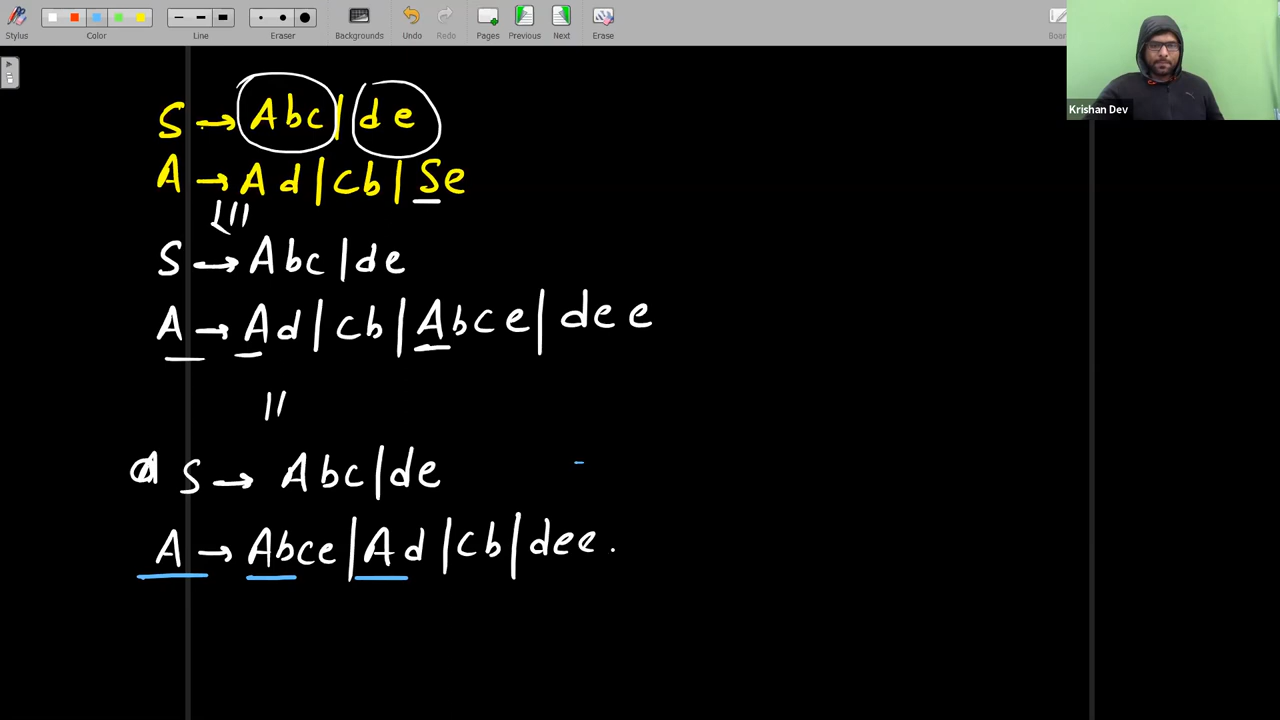 Stylus Color Line Eraser Backgrounds Undo Redo Pages Previous Next Erase
Krishan Dev
S → Abc | de
A → Ad | Cb | Se
S → Abc | de
A → Ad | Cb | Abce | dee
S → Abc | de
A → Abce | Ad | Cb | dee.